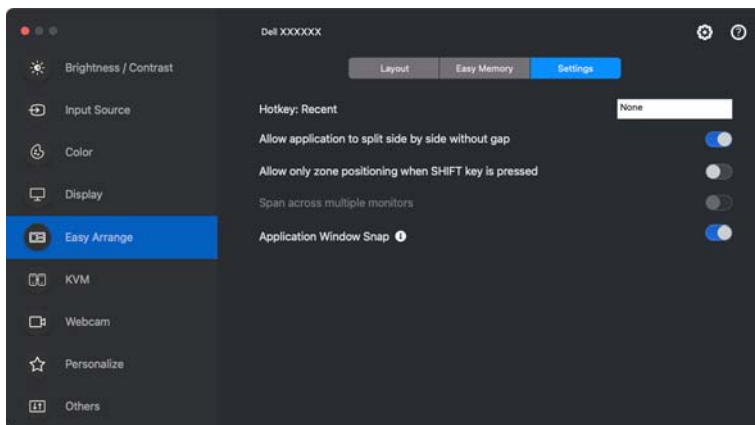 Dell XXXXXX
Brightness / Contrast
Input Source
Color
Display
Easy Arrange
KVM
Webcam
Personalize
Others
Layout Easy Memory Settings
Hotkey: Recent None
Allow application to split side by side without gap
Allow only zone positioning when SHIFT key is pressed
Span across multiple monitors
Application Window Snap